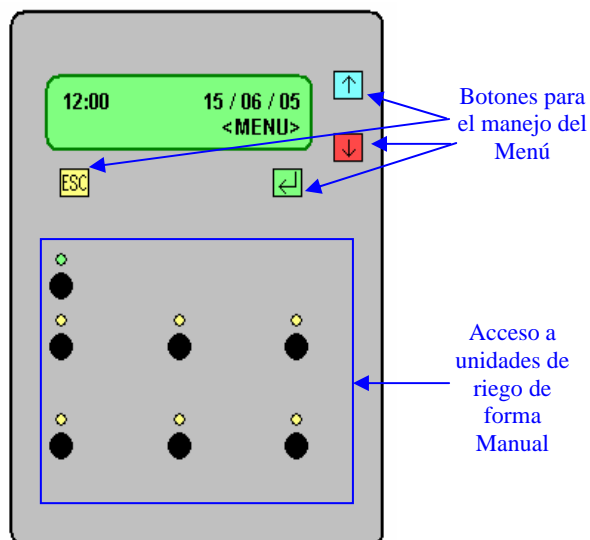 12:00 15 / 06 / 05
<MENU>
ESC
Botones para
el manejo del
Menú
Acceso a
unidades de
riego de
forma
Manual